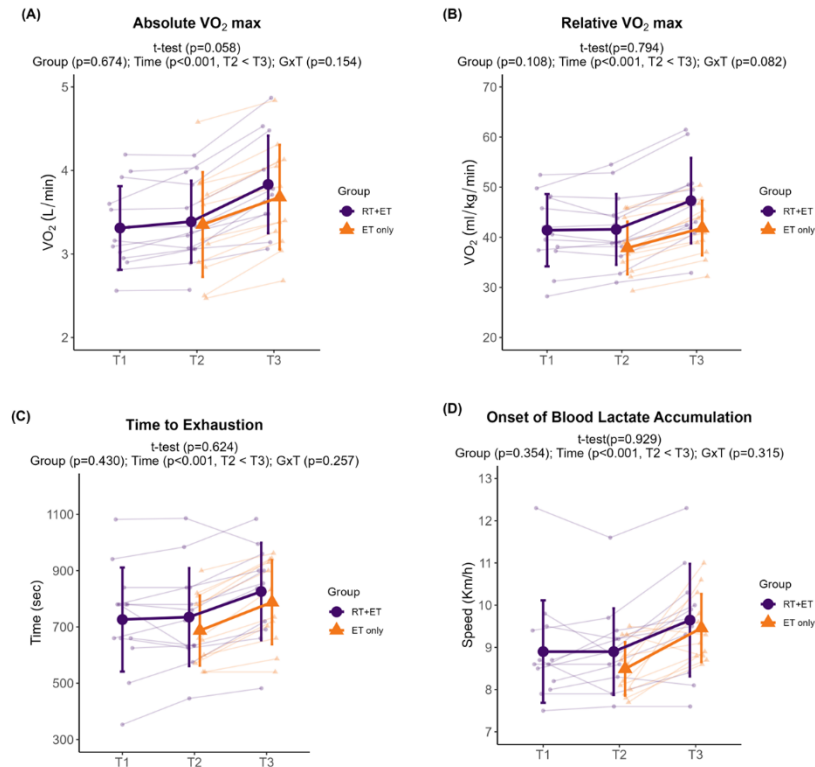 (A)
Absolute VO₂ max
t-test (p=0.058)
Group (p=0.674); Time (p<0.001, T2 < T3); GxT (p=0.154)
5
4
3
2
VO₂ (L/min)
T1 T2 T3
Group
RT+ET
ET only
(B)
Relative VO₂ max
t-test(p=0.794)
Group (p=0.108); Time (p<0.001, T2 < T3); GxT (p=0.082)
70
60
50
40
30
20
VO₂ (ml/kg/min)
T1 T2 T3
Group
RT+ET
ET only
(C)
Time to Exhaustion
t-test (p=0.624)
Group (p=0.430); Time (p<0.001, T2 < T3); GxT (p=0.257)
1100
900
700
500
300
Time (sec)
T1 T2 T3
Group
RT+ET
ET only
(D)
Onset of Blood Lactate Accumulation
t-test(p=0.929)
Group (p=0.354); Time (p<0.001, T2 < T3); GxT (p=0.315)
13
12
11
10
9
8
7
Speed (Km/h)
T1 T2 T3
Group
RT+ET
ET only